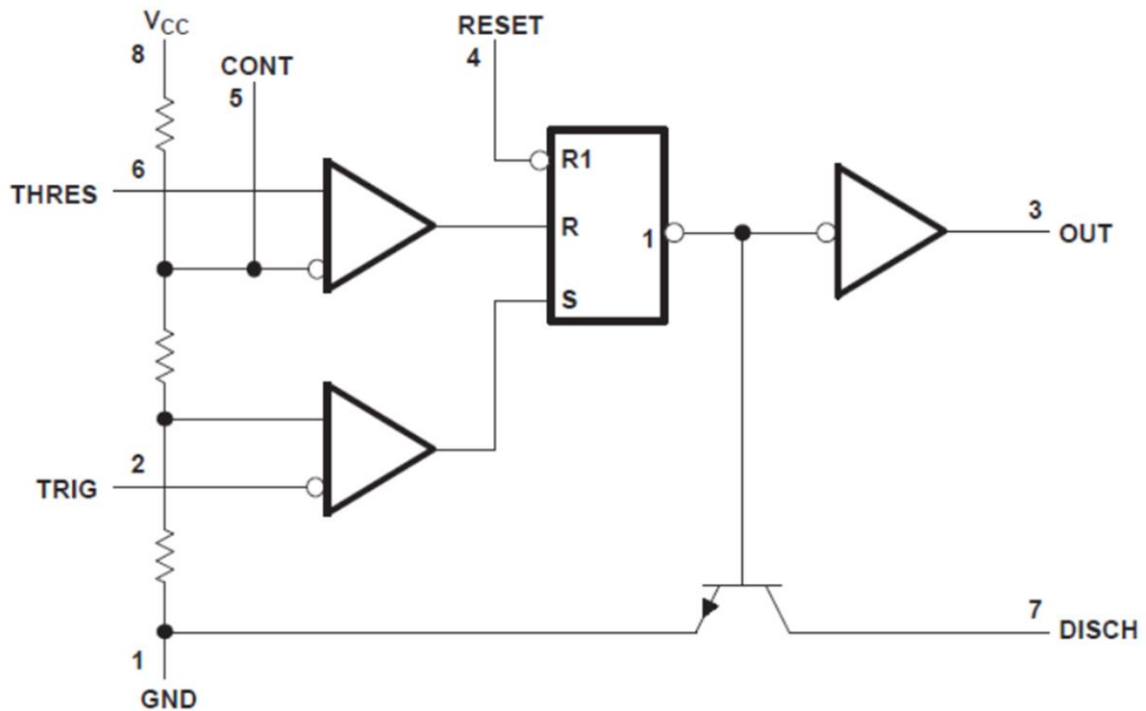 VCC
8
CONT
5
RESET
4
6
THRES
R1
R
1
S
3
OUT
2
TRIG
7
DISCH
1
GND